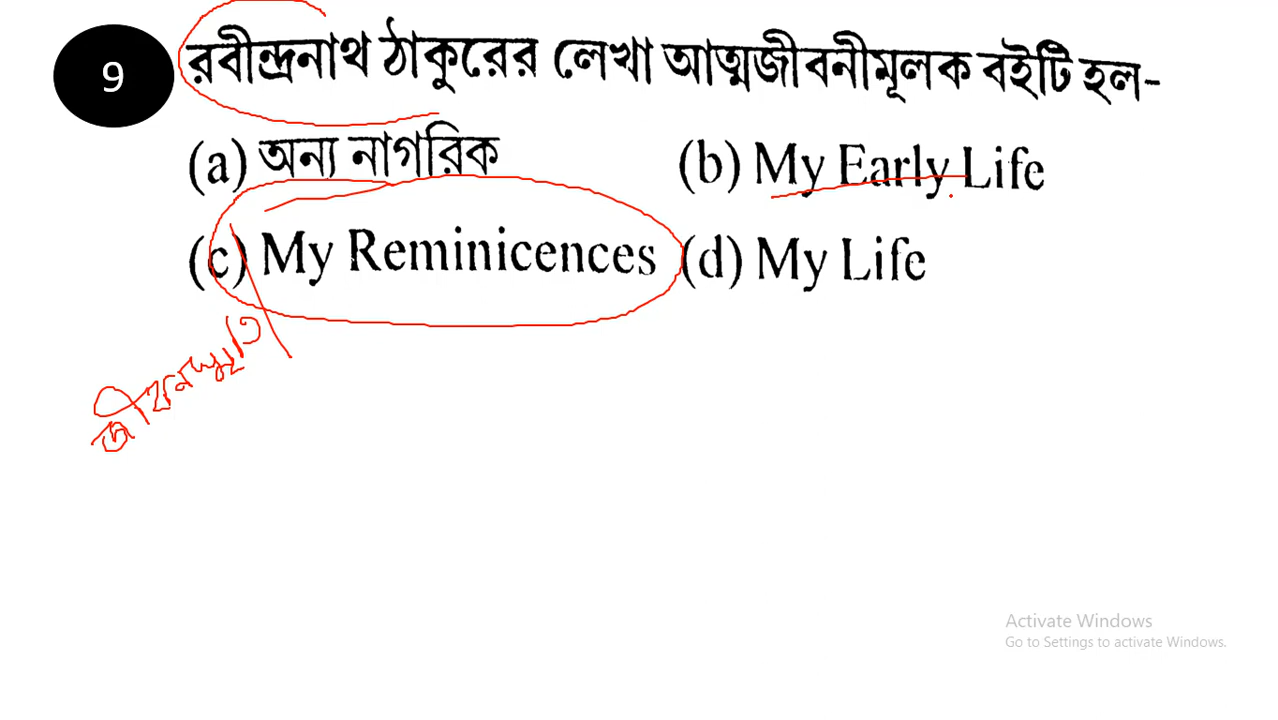 9
রবীন্দ্রনাথ ঠাকুরের লেখা আত্মজীবনীমূলক বইটি হল-
(a) অন্য নাগরিক (b) My Early Life
(c) My Reminicences (d) My Life
জীবনস্মৃতি
Activate Windows
Go to Settings to activate Windows.